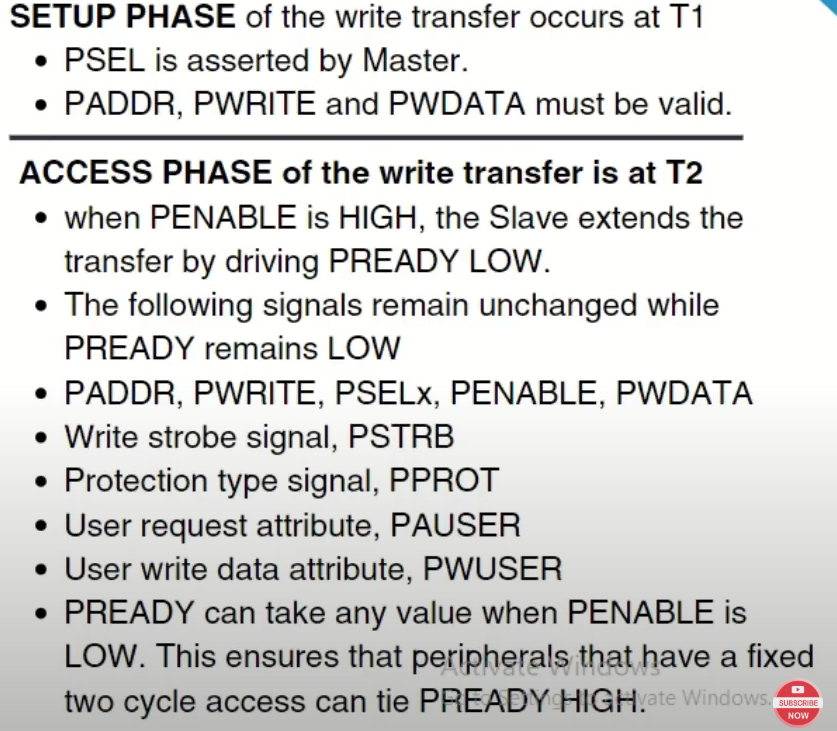 SETUP PHASE of the write transfer occurs at T1
• PSEL is asserted by Master.
• PADDR, PWRITE and PWDATA must be valid.
ACCESS PHASE of the write transfer is at T2
• when PENABLE is HIGH, the Slave extends the
transfer by driving PREADY LOW.
• The following signals remain unchanged while
PREADY remains LOW
• PADDR, PWRITE, PSELx, PENABLE, PWDATA
• Write strobe signal, PSTRB
• Protection type signal, PPROT
• User request attribute, PAUSER
• User write data attribute, PWUSER
• PREADY can take any value when PENABLE is
LOW. This ensures that peripherals that have a fixed
two cycle access can tie PREADY HIGH.
Activate Windows
Go to Settings to activate Windows.
SUBSCRIBE
NOW